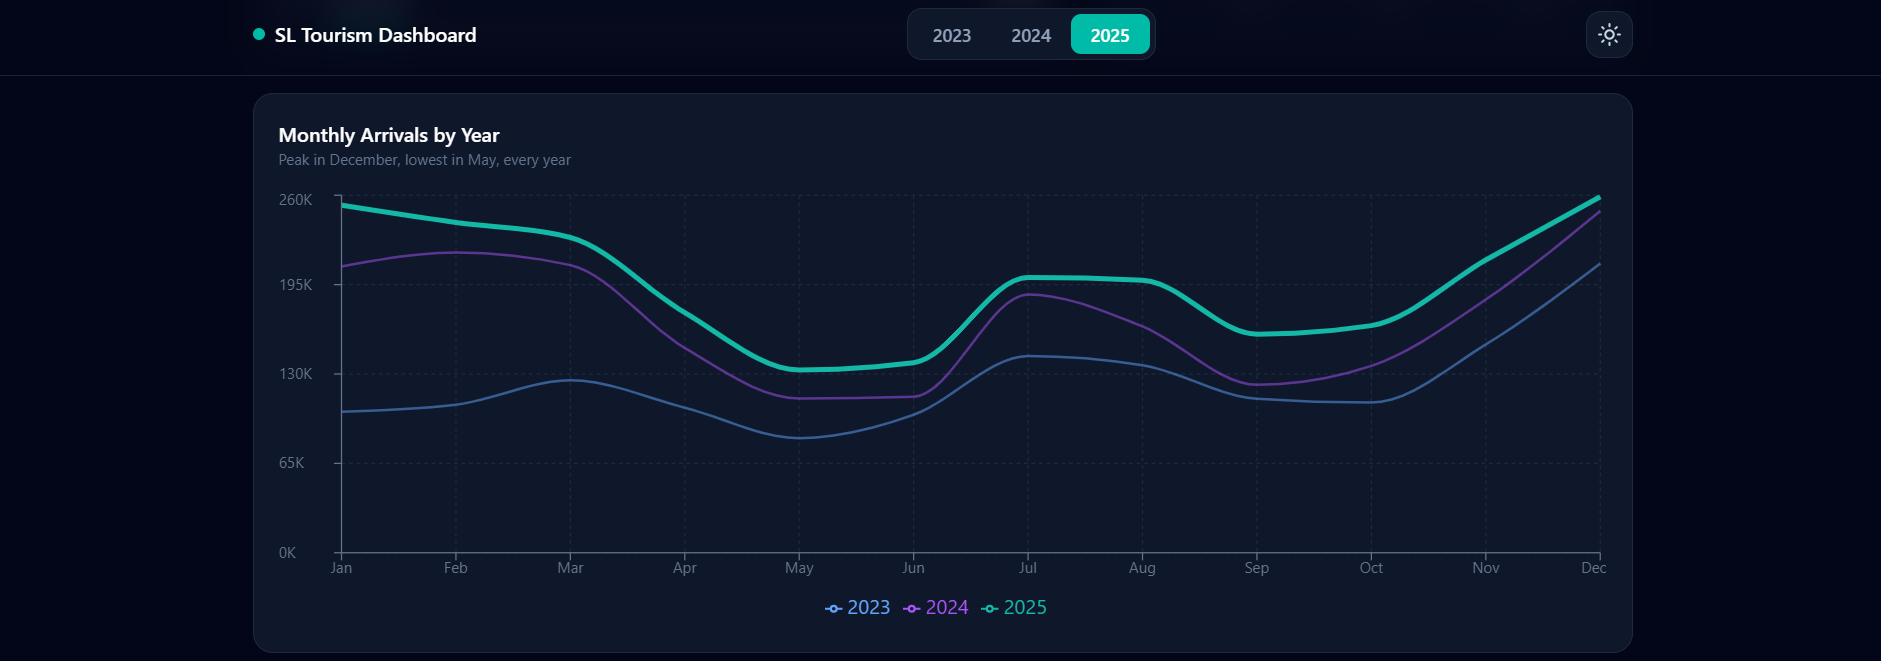 SL Tourism Dashboard
2023 2024 2025
Monthly Arrivals by Year
Peak in December, lowest in May, every year
260K
195K
130K
65K
0K
Jan Feb Mar Apr May Jun Jul Aug Sep Oct Nov Dec
2023 2024 2025